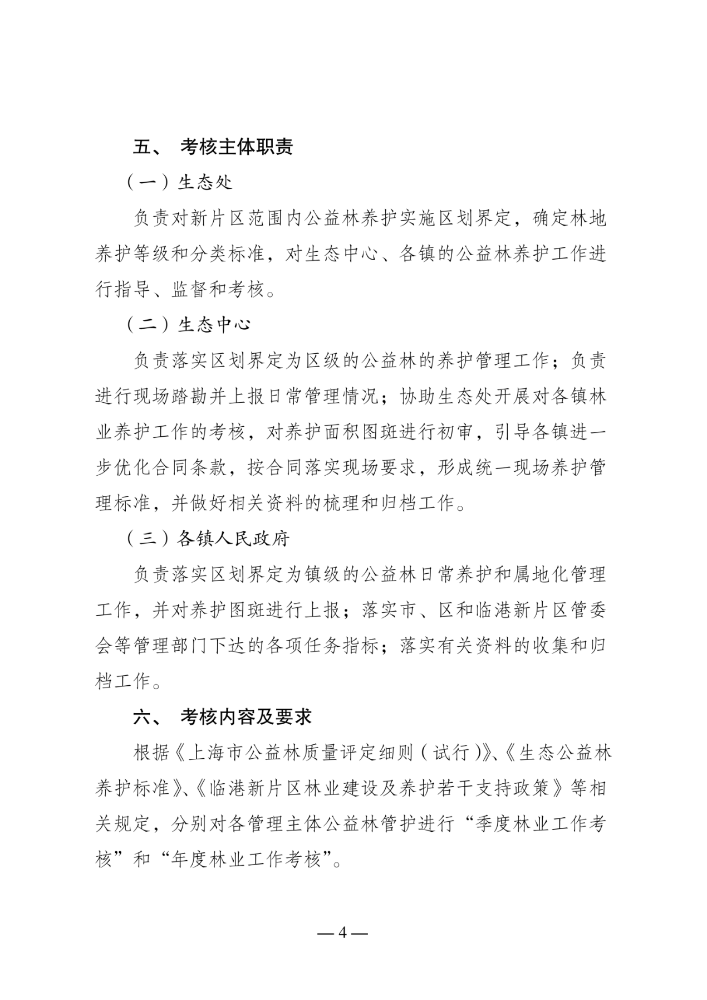 五、 考核主体职责
（一）生态处
负责对新片区范围内公益林养护实施区划界定，确定林地
养护等级和分类标准，对生态中心、各镇的公益林养护工作进
行指导、监督和考核。
（二）生态中心
负责落实区划界定为区级的公益林的养护管理工作；负责
进行现场踏勘并上报日常管理情况；协助生态处开展对各镇林
业养护工作的考核，对养护面积图斑进行初审，引导各镇进一
步优化合同条款，按合同落实现场要求，形成统一现场养护管
理标准，并做好相关资料的梳理和归档工作。
（三）各镇人民政府
负责落实区划界定为镇级的公益林日常养护和属地化管理
工作，并对养护图斑进行上报；落实市、区和临港新片区管委
会等管理部门下达的各项任务指标；落实有关资料的收集和归
档工作。
六、 考核内容及要求
根据《上海市公益林质量评定细则（试行）》、《生态公益林
养护标准》、《临港新片区林业建设及养护若干支持政策》等相
关规定，分别对各管理主体公益林管护进行“季度林业工作考
核”和“年度林业工作考核”。
— 4 —